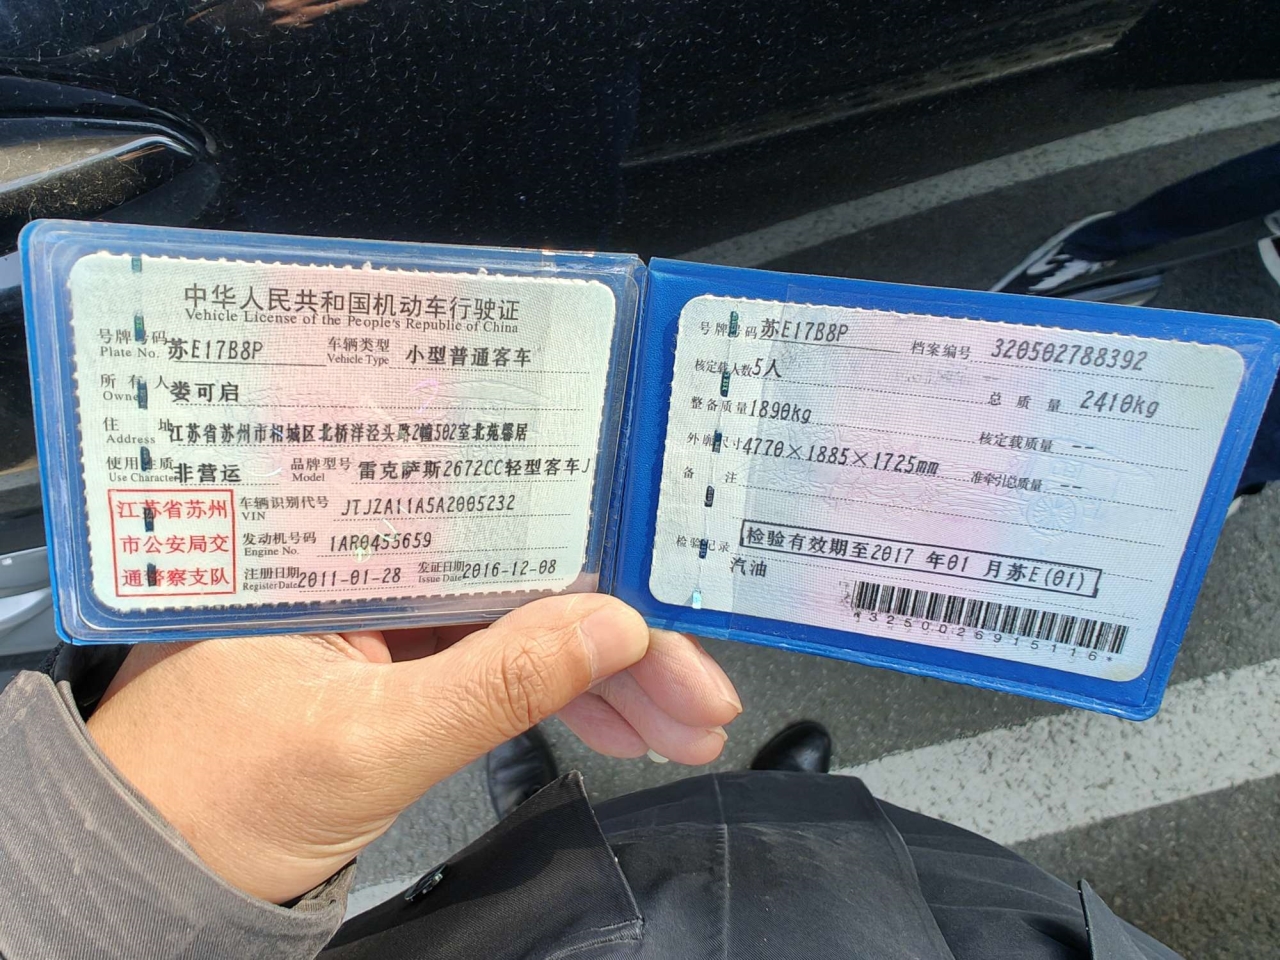 中华人民共和国机动车行驶证
Vehicle License of the People's Republic of China
号牌号码 苏E17B8P 车辆类型 小型普通客车
Plate No. Vehicle Type
所有人 娄可启
Owner
住址 江苏省苏州市相城区北桥洋泾头路2幢502室北苑馨居
Address
使用性质 非营运 品牌型号 雷克萨斯2672CC轻型客车J
Use Character Model
江苏省苏州
市公安局交
通警察支队
车辆识别代号 JTJZA11A5A2005232
VIN
发动机号码 1AR0455659
Engine No.
注册日期 2011-01-28 发证日期 2016-12-08
Register Date Issue Date
号牌号码 苏E17B8P 档案编号 320502788392
核定载人数 5人 总质量 2410kg
整备质量 1890kg 核定载质量 --
外廓尺寸 4770×1885×1725mm 准牵引总质量 --
备注
检验有效期至2017年01月苏E(01)
检验记录
汽油
*3250026915116*